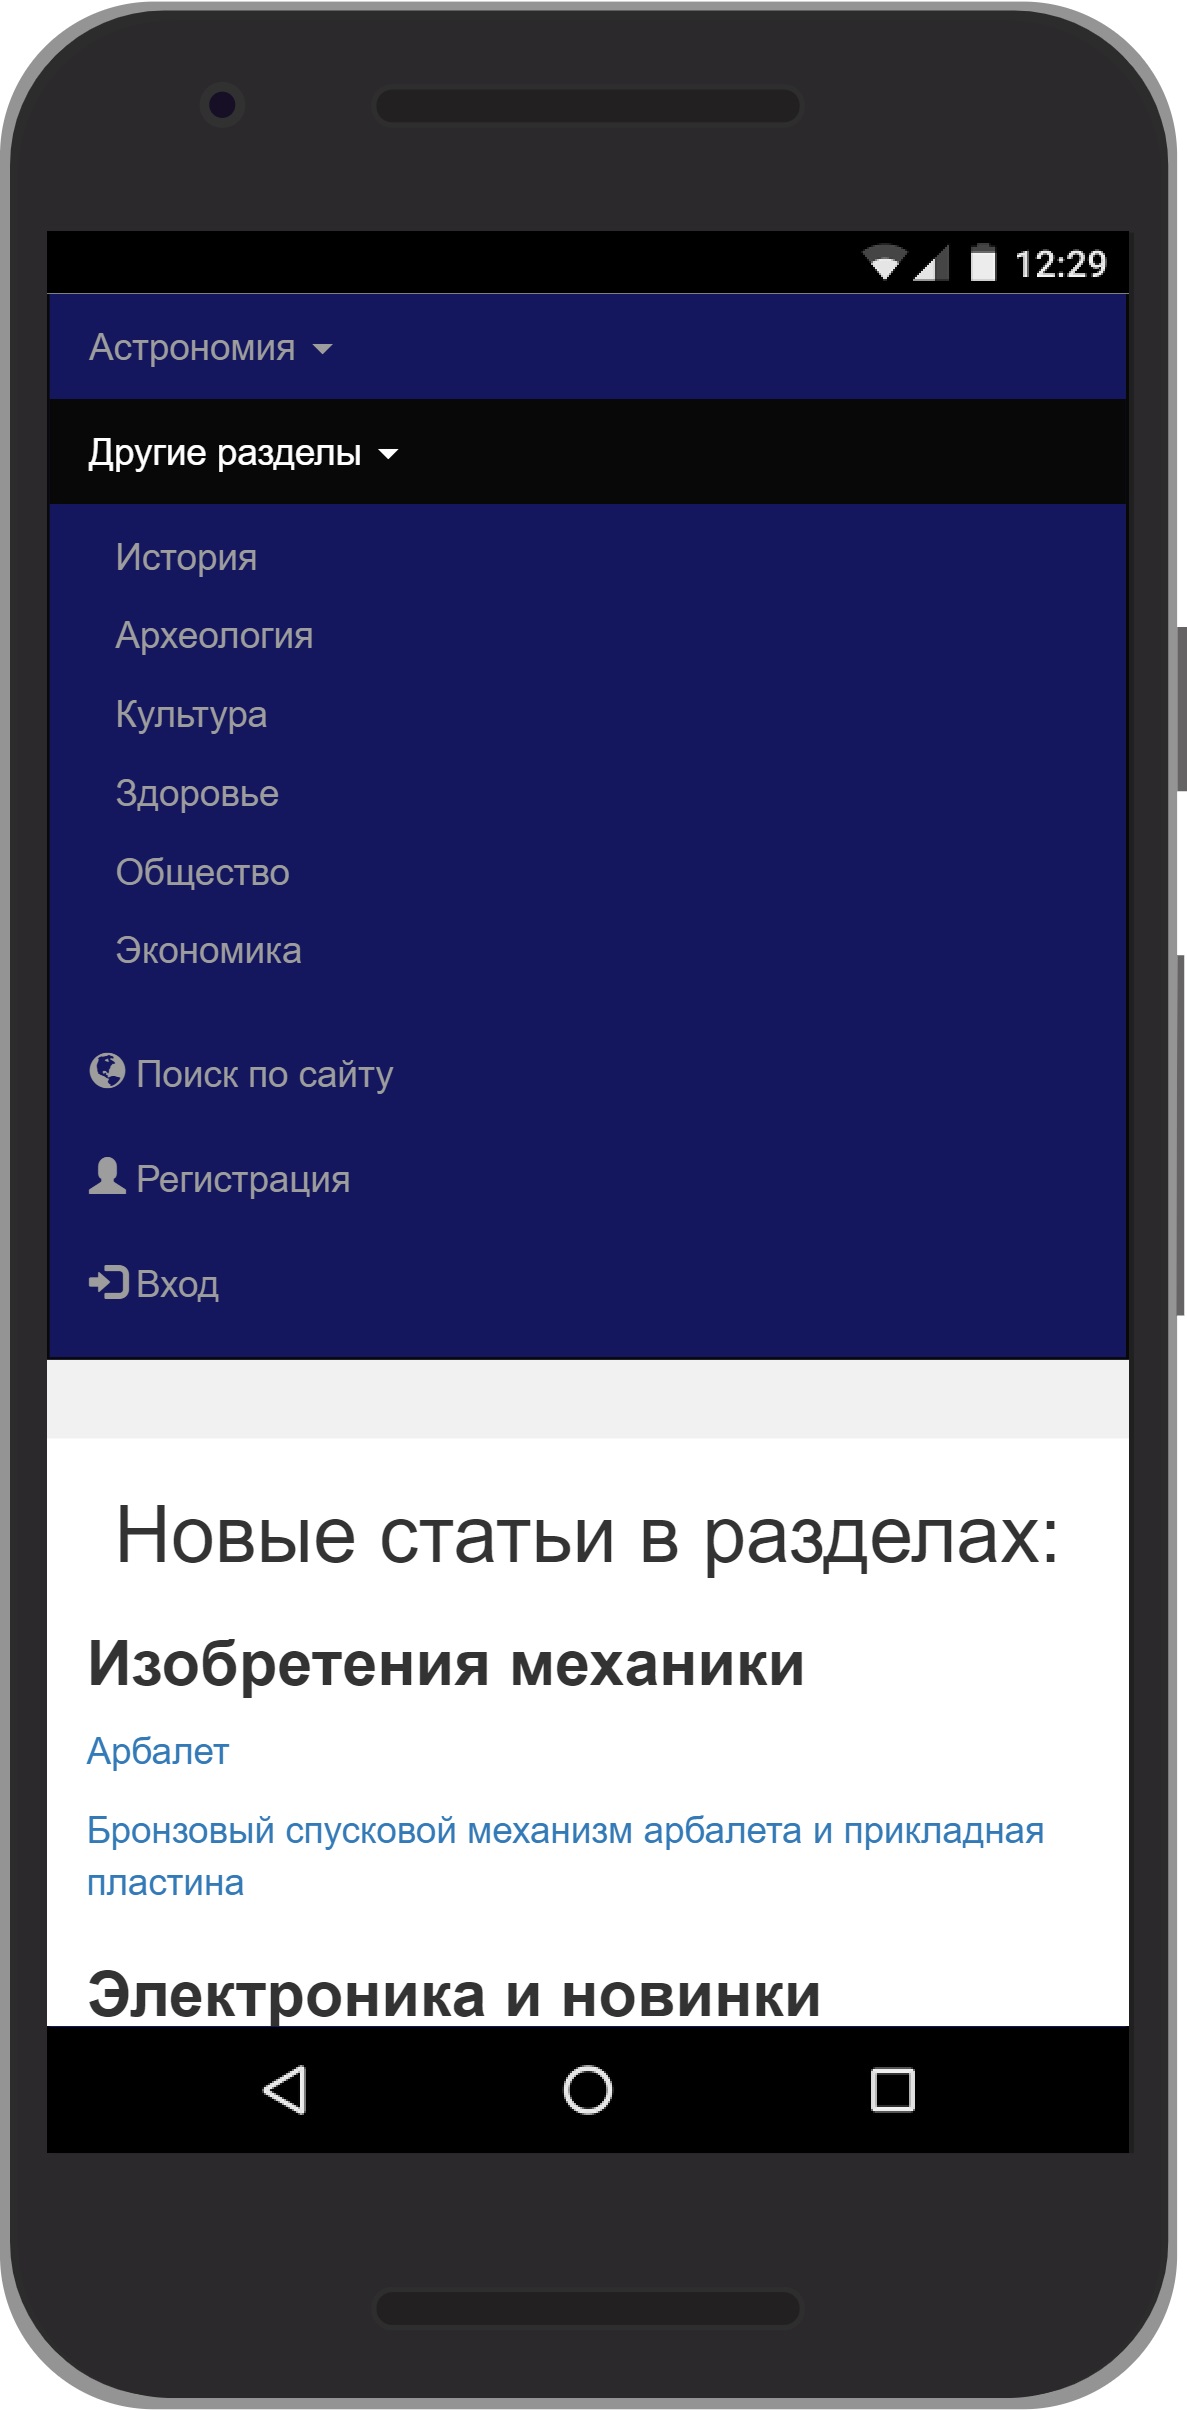 12:29
Астрономия
Другие разделы
История
Археология
Культура
Здоровье
Общество
Экономика
Поиск по сайту
Регистрация
Вход
Новые статьи в разделах:
Изобретения механики
Арбалет
Бронзовый спусковой механизм арбалета и прикладная
пластина
Электроника и новинки